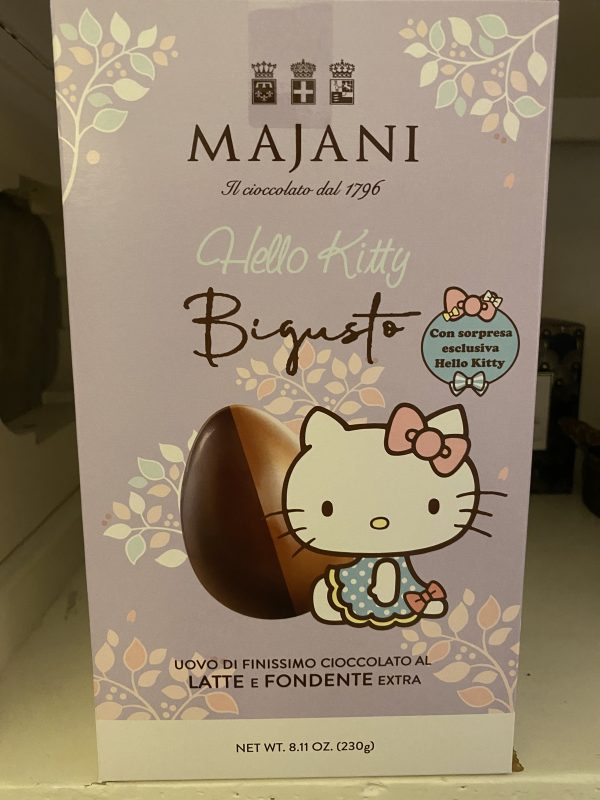 MAJANI
Il cioccolato dal 1796
Hello Kitty
Bigusto
Con sorpresa
esclusiva
Hello Kitty
UOVO DI FINISSIMO CIOCCOLATO AL
LATTE E FONDENTE EXTRA
NET WT. 8.11 OZ. (230g)